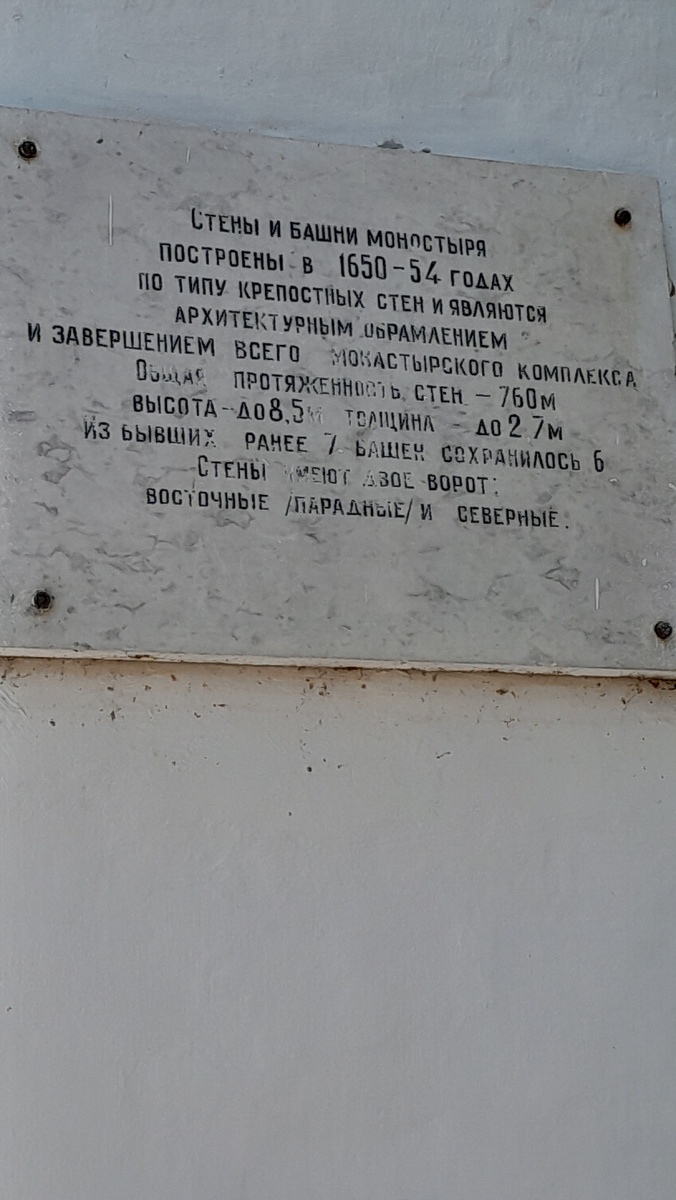 Стены и башни моностыря
построены в 1650-54 годах
по типу крепостных стен и являются
архитектурным обрамлением
и завершением всего монастырского комплекса
Общая протяженность стен - 760м
высота - до 8,5м толщина - до 2,7м
Из бывших ранее 7 башен сохранилось 6
Стены имеют двое ворот:
восточные /парадные/ и северные.